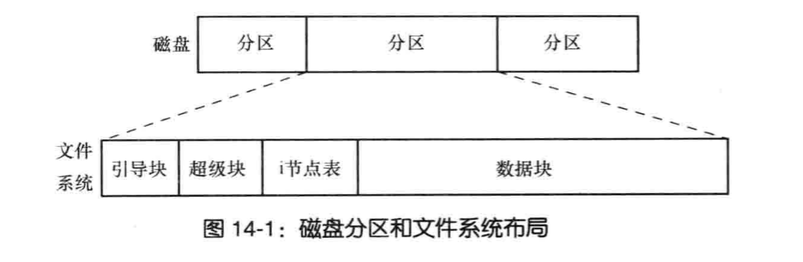 磁盘 分区 分区 分区
文件
系统
引导块 超级块 i节点表 数据块
图 14-1：磁盘分区和文件系统布局